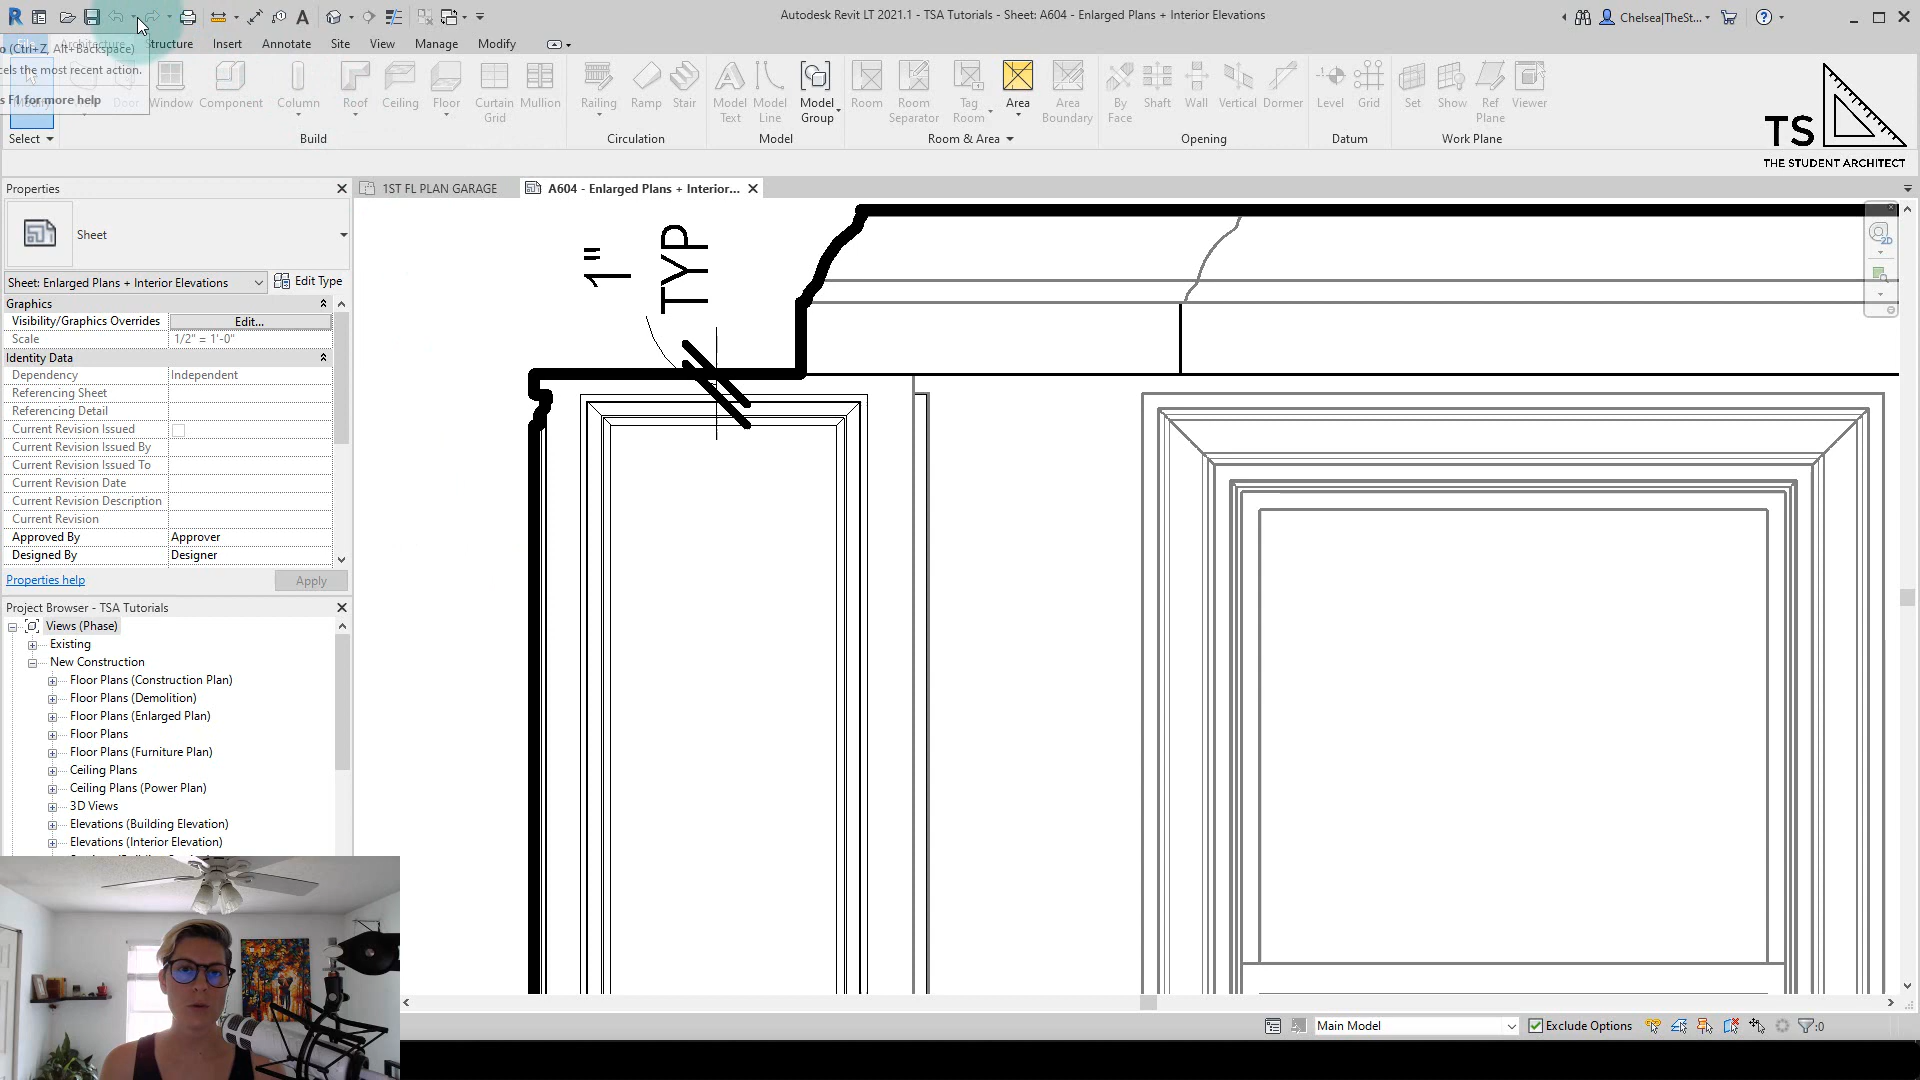 Autodesk Revit LT 2021.1 - TSA Tutorials - Sheet: A604 - Enlarged Plans + Interior Elevations
Chelsea|TheSt...
Structure Insert Annotate Site View Manage Modify
o (Ctrl+Z, Alt+Backspace)
cels the most recent action.
s F1 for more help
Window Component Column Roof Ceiling Floor Curtain Grid Mullion Railing Ramp Stair Model Text Model Line Model Group Room Room Separator Tag Room Area Area Boundary By Face Shaft Wall Vertical Dormer Level Grid Set Show Ref Plane Viewer
Select Build Circulation Model Room & Area Opening Datum Work Plane
TS
THE STUDENT ARCHITECT
Properties
1ST FL PLAN GARAGE
A604 - Enlarged Plans + Interior...
Sheet
Sheet: Enlarged Plans + Interior Elevations
Edit Type
Graphics
Visibility/Graphics Overrides Edit...
Scale 1/2" = 1'-0"
Identity Data
Dependency Independent
Referencing Sheet
Referencing Detail
Current Revision Issued
Current Revision Issued By
Current Revision Issued To
Current Revision Date
Current Revision Description
Current Revision
Approved By Approver
Designed By Designer
Properties help
Apply
1"
TYP
2D
Project Browser - TSA Tutorials
Views (Phase)
Existing
New Construction
Floor Plans (Construction Plan)
Floor Plans (Demolition)
Floor Plans (Enlarged Plan)
Floor Plans
Floor Plans (Furniture Plan)
Ceiling Plans
Ceiling Plans (Power Plan)
3D Views
Elevations (Building Elevation)
Elevations (Interior Elevation)
Main Model
Exclude Options
:0